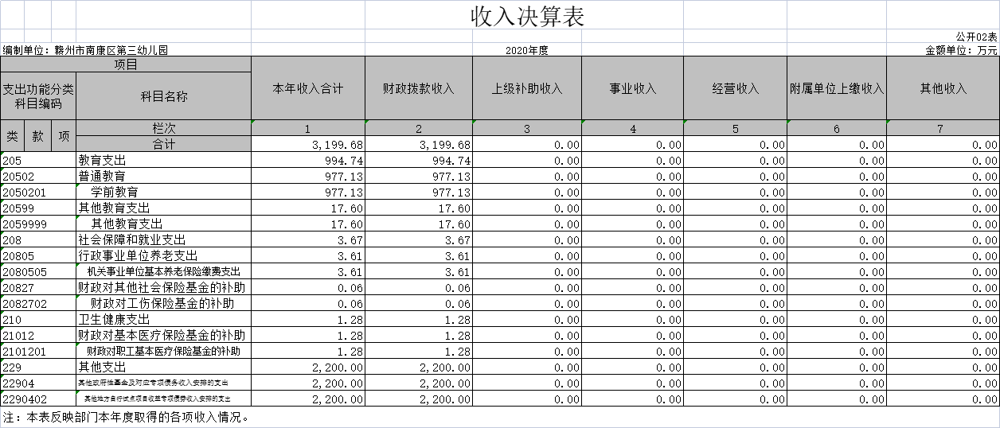 收入决算表
公开02表
编制单位：赣州市南康区第三幼儿园 2020年度 金额单位：万元
项目 本年收入合计 财政拨款收入 上级补助收入 事业收入 经营收入 附属单位上缴收入 其他收入
支出功能分类科目编码 科目名称
类 款 项 栏次 1 2 3 4 5 6 7
合计 3,199.68 3,199.68 0.00 0.00 0.00 0.00 0.00
205 教育支出 994.74 994.74 0.00 0.00 0.00 0.00 0.00
20502 普通教育 977.13 977.13 0.00 0.00 0.00 0.00 0.00
2050201 学前教育 977.13 977.13 0.00 0.00 0.00 0.00 0.00
20599 其他教育支出 17.60 17.60 0.00 0.00 0.00 0.00 0.00
2059999 其他教育支出 17.60 17.60 0.00 0.00 0.00 0.00 0.00
208 社会保障和就业支出 3.67 3.67 0.00 0.00 0.00 0.00 0.00
20805 行政事业单位养老支出 3.61 3.61 0.00 0.00 0.00 0.00 0.00
2080505 机关事业单位基本养老保险缴费支出 3.61 3.61 0.00 0.00 0.00 0.00 0.00
20827 财政对其他社会保险基金的补助 0.06 0.06 0.00 0.00 0.00 0.00 0.00
2082702 财政对工伤保险基金的补助 0.06 0.06 0.00 0.00 0.00 0.00 0.00
210 卫生健康支出 1.28 1.28 0.00 0.00 0.00 0.00 0.00
21012 财政对基本医疗保险基金的补助 1.28 1.28 0.00 0.00 0.00 0.00 0.00
2101201 财政对职工基本医疗保险基金的补助 1.28 1.28 0.00 0.00 0.00 0.00 0.00
229 其他支出 2,200.00 2,200.00 0.00 0.00 0.00 0.00 0.00
22904 其他政府性基金及对应专项债务收入安排的支出 2,200.00 2,200.00 0.00 0.00 0.00 0.00 0.00
2290402 其他地方自行试点项目收益专项债券收入安排的支出 2,200.00 2,200.00 0.00 0.00 0.00 0.00 0.00
注：本表反映部门本年度取得的各项收入情况。